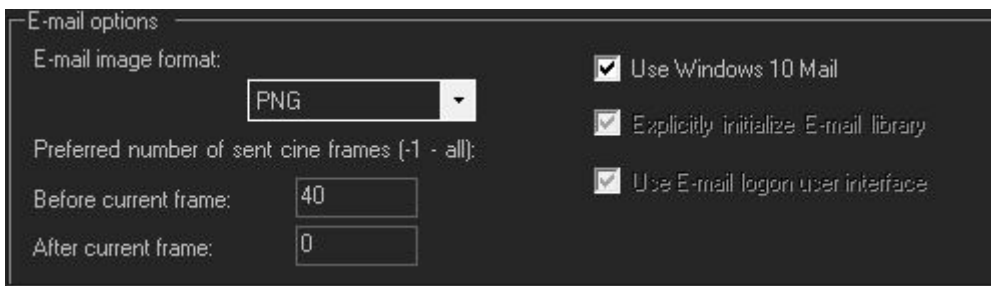 E-mail options
E-mail image format:
PNG
Preferred number of sent cine frames (-1 - all):
Before current frame:
40
After current frame:
0
Use Windows 10 Mail
Explicitly initialize E-mail library
Use E-mail logon user interface